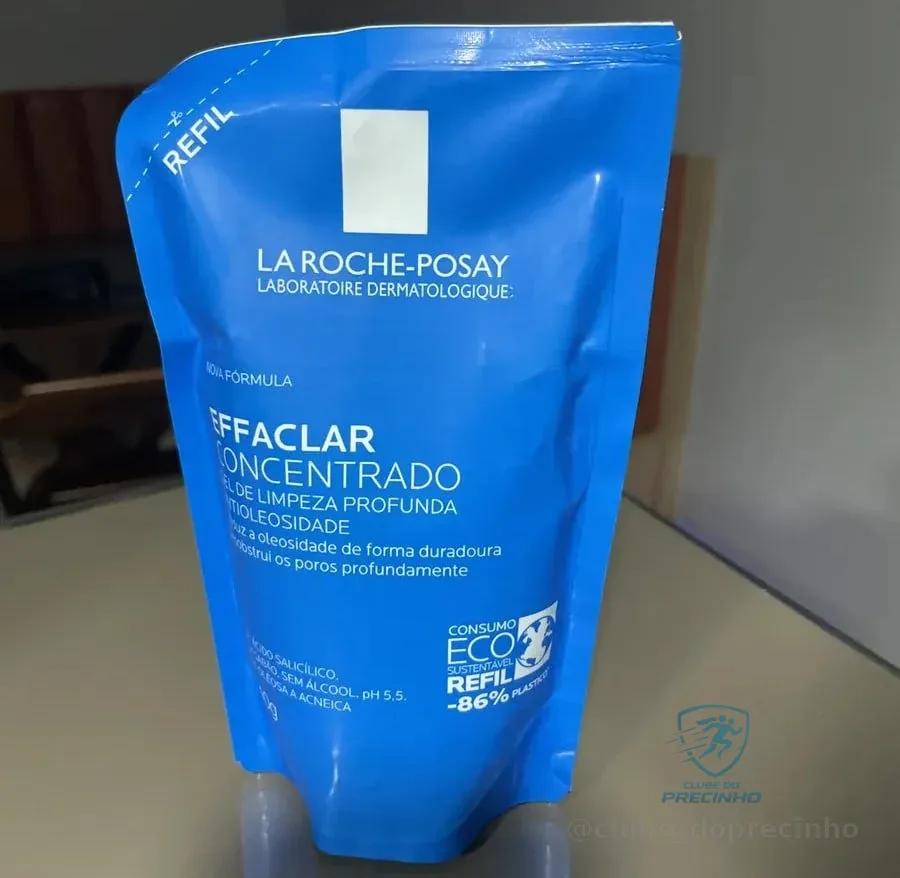 REFIL
LA ROCHE-POSAY
LABORATOIRE DERMATOLOGIQUE
NOVA FÓRMULA
EFFACLAR
CONCENTRADO
GEL DE LIMPEZA PROFUNDA
ANTIOLEOSIDADE
a oleosidade de forma duradoura
os poros profundamente
ÁCIDO SALICÍLICO,
SEM ÁLCOOL, pH 5,5.
A ACNEICA
CONSUMO
ECO
SUSTENTÁVEL
REFIL
-86% PLÁSTICO
CLUBE DO
PRECINHO
@clube_doprecinho